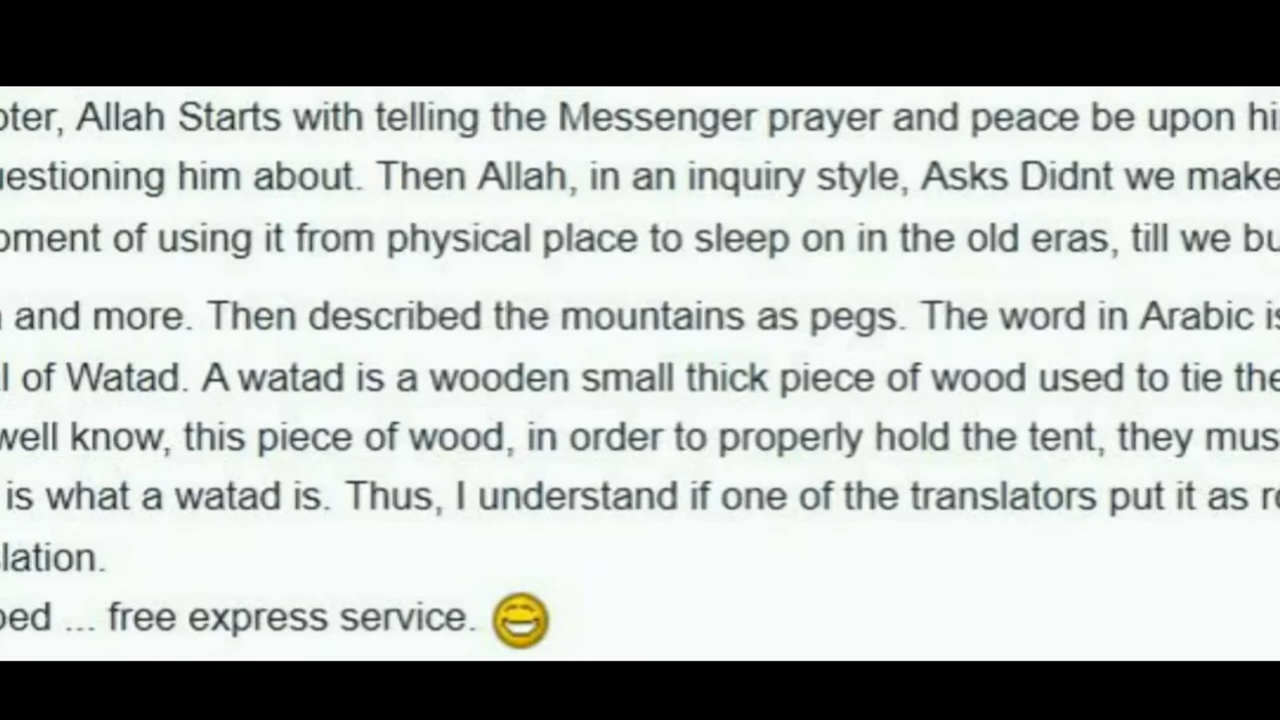 oter, Allah Starts with telling the Messenger prayer and peace be upon hi
uestioning him about. Then Allah, in an inquiry style, Asks Didnt we make
oment of using it from physical place to sleep on in the old eras, till we bu
and more. Then described the mountains as pegs. The word in Arabic is
l of Watad. A watad is a wooden small thick piece of wood used to tie the
well know, this piece of wood, in order to properly hold the tent, they mus
is what a watad is. Thus, I understand if one of the translators put it as ro
lation.
ped ... free express service.